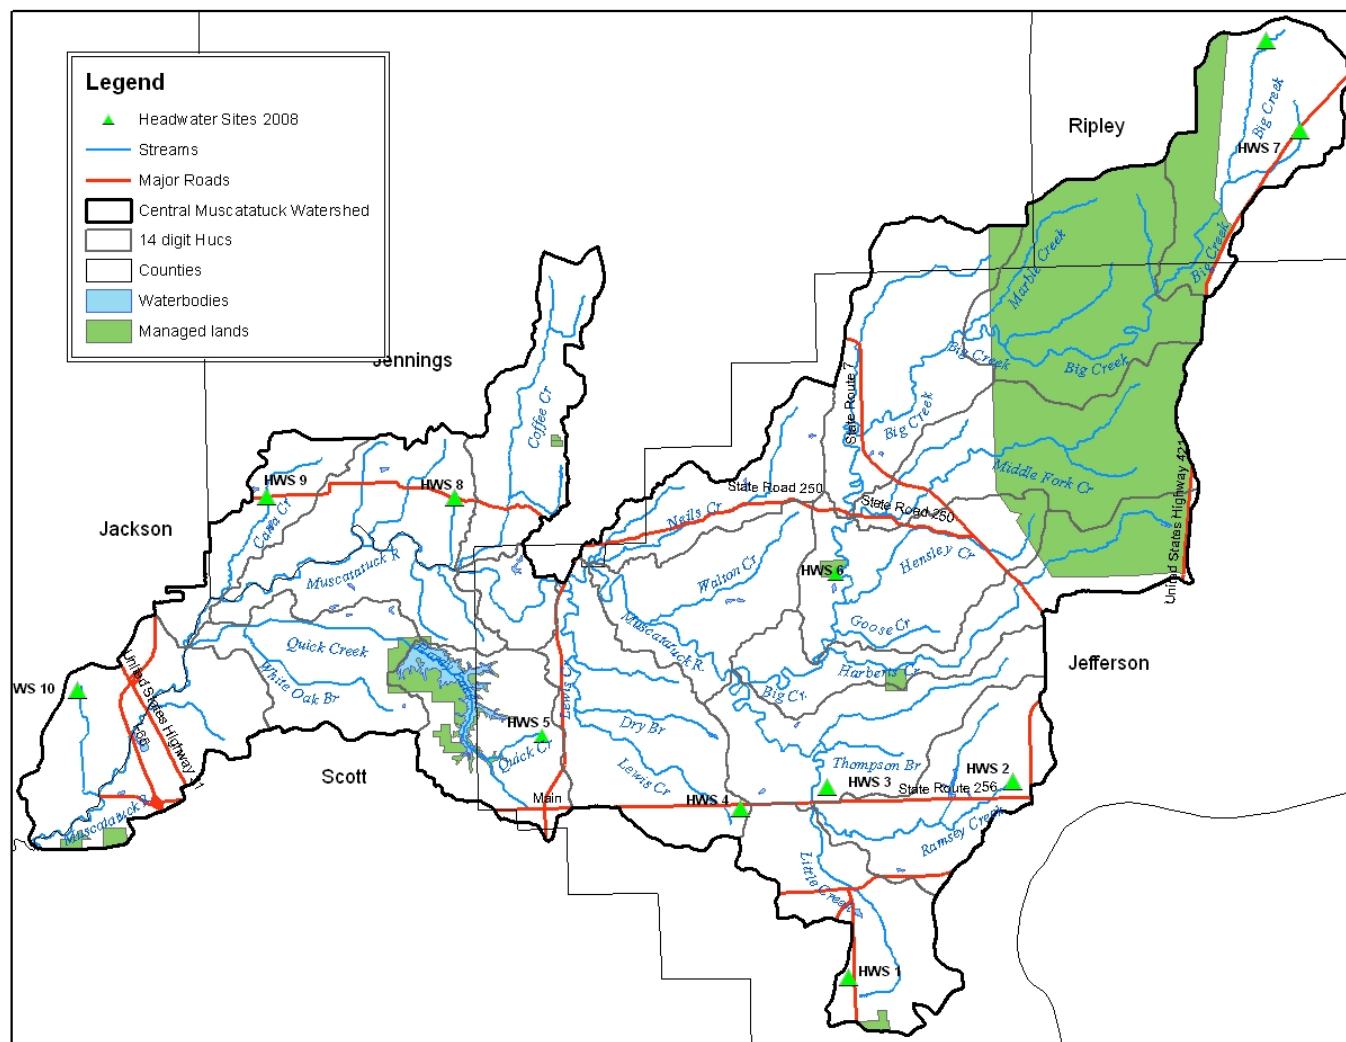 Legend
Headwater Sites 2008
Streams
Major Roads
Central Muscatatuck Watershed
14 digit Hucs
Counties
Waterbodies
Managed lands
Ripley
Big Creek
HWS 7
Big Creek
Marble Creek
Jennings
Big Creek
Big Creek
State Route 7
Coffee Cr
Big Creek
Middle Fork Cr
United States Highway 421
HWS 9
HWS 8
State Road 250
Neils Cr
State Road 250
Cana Cr
Jackson
Muscatatuck R
Walton Cr
HWS 6
Hensley Cr
Muscatatuck R.
Goose Cr
Quick Creek
Harberts Cr
Jefferson
White Oak Br
Lewis Cr
Big Cr.
WS 10
United States Highway
I-66
HWS 5
Dry Br
Quick Cr
Scott
Lewis Cr
Thompson Br
HWS 2
HWS 3
State Route 256
Main
HWS 4
Muscatatuck R
Ramsey Creek
Little Creek
HWS 1